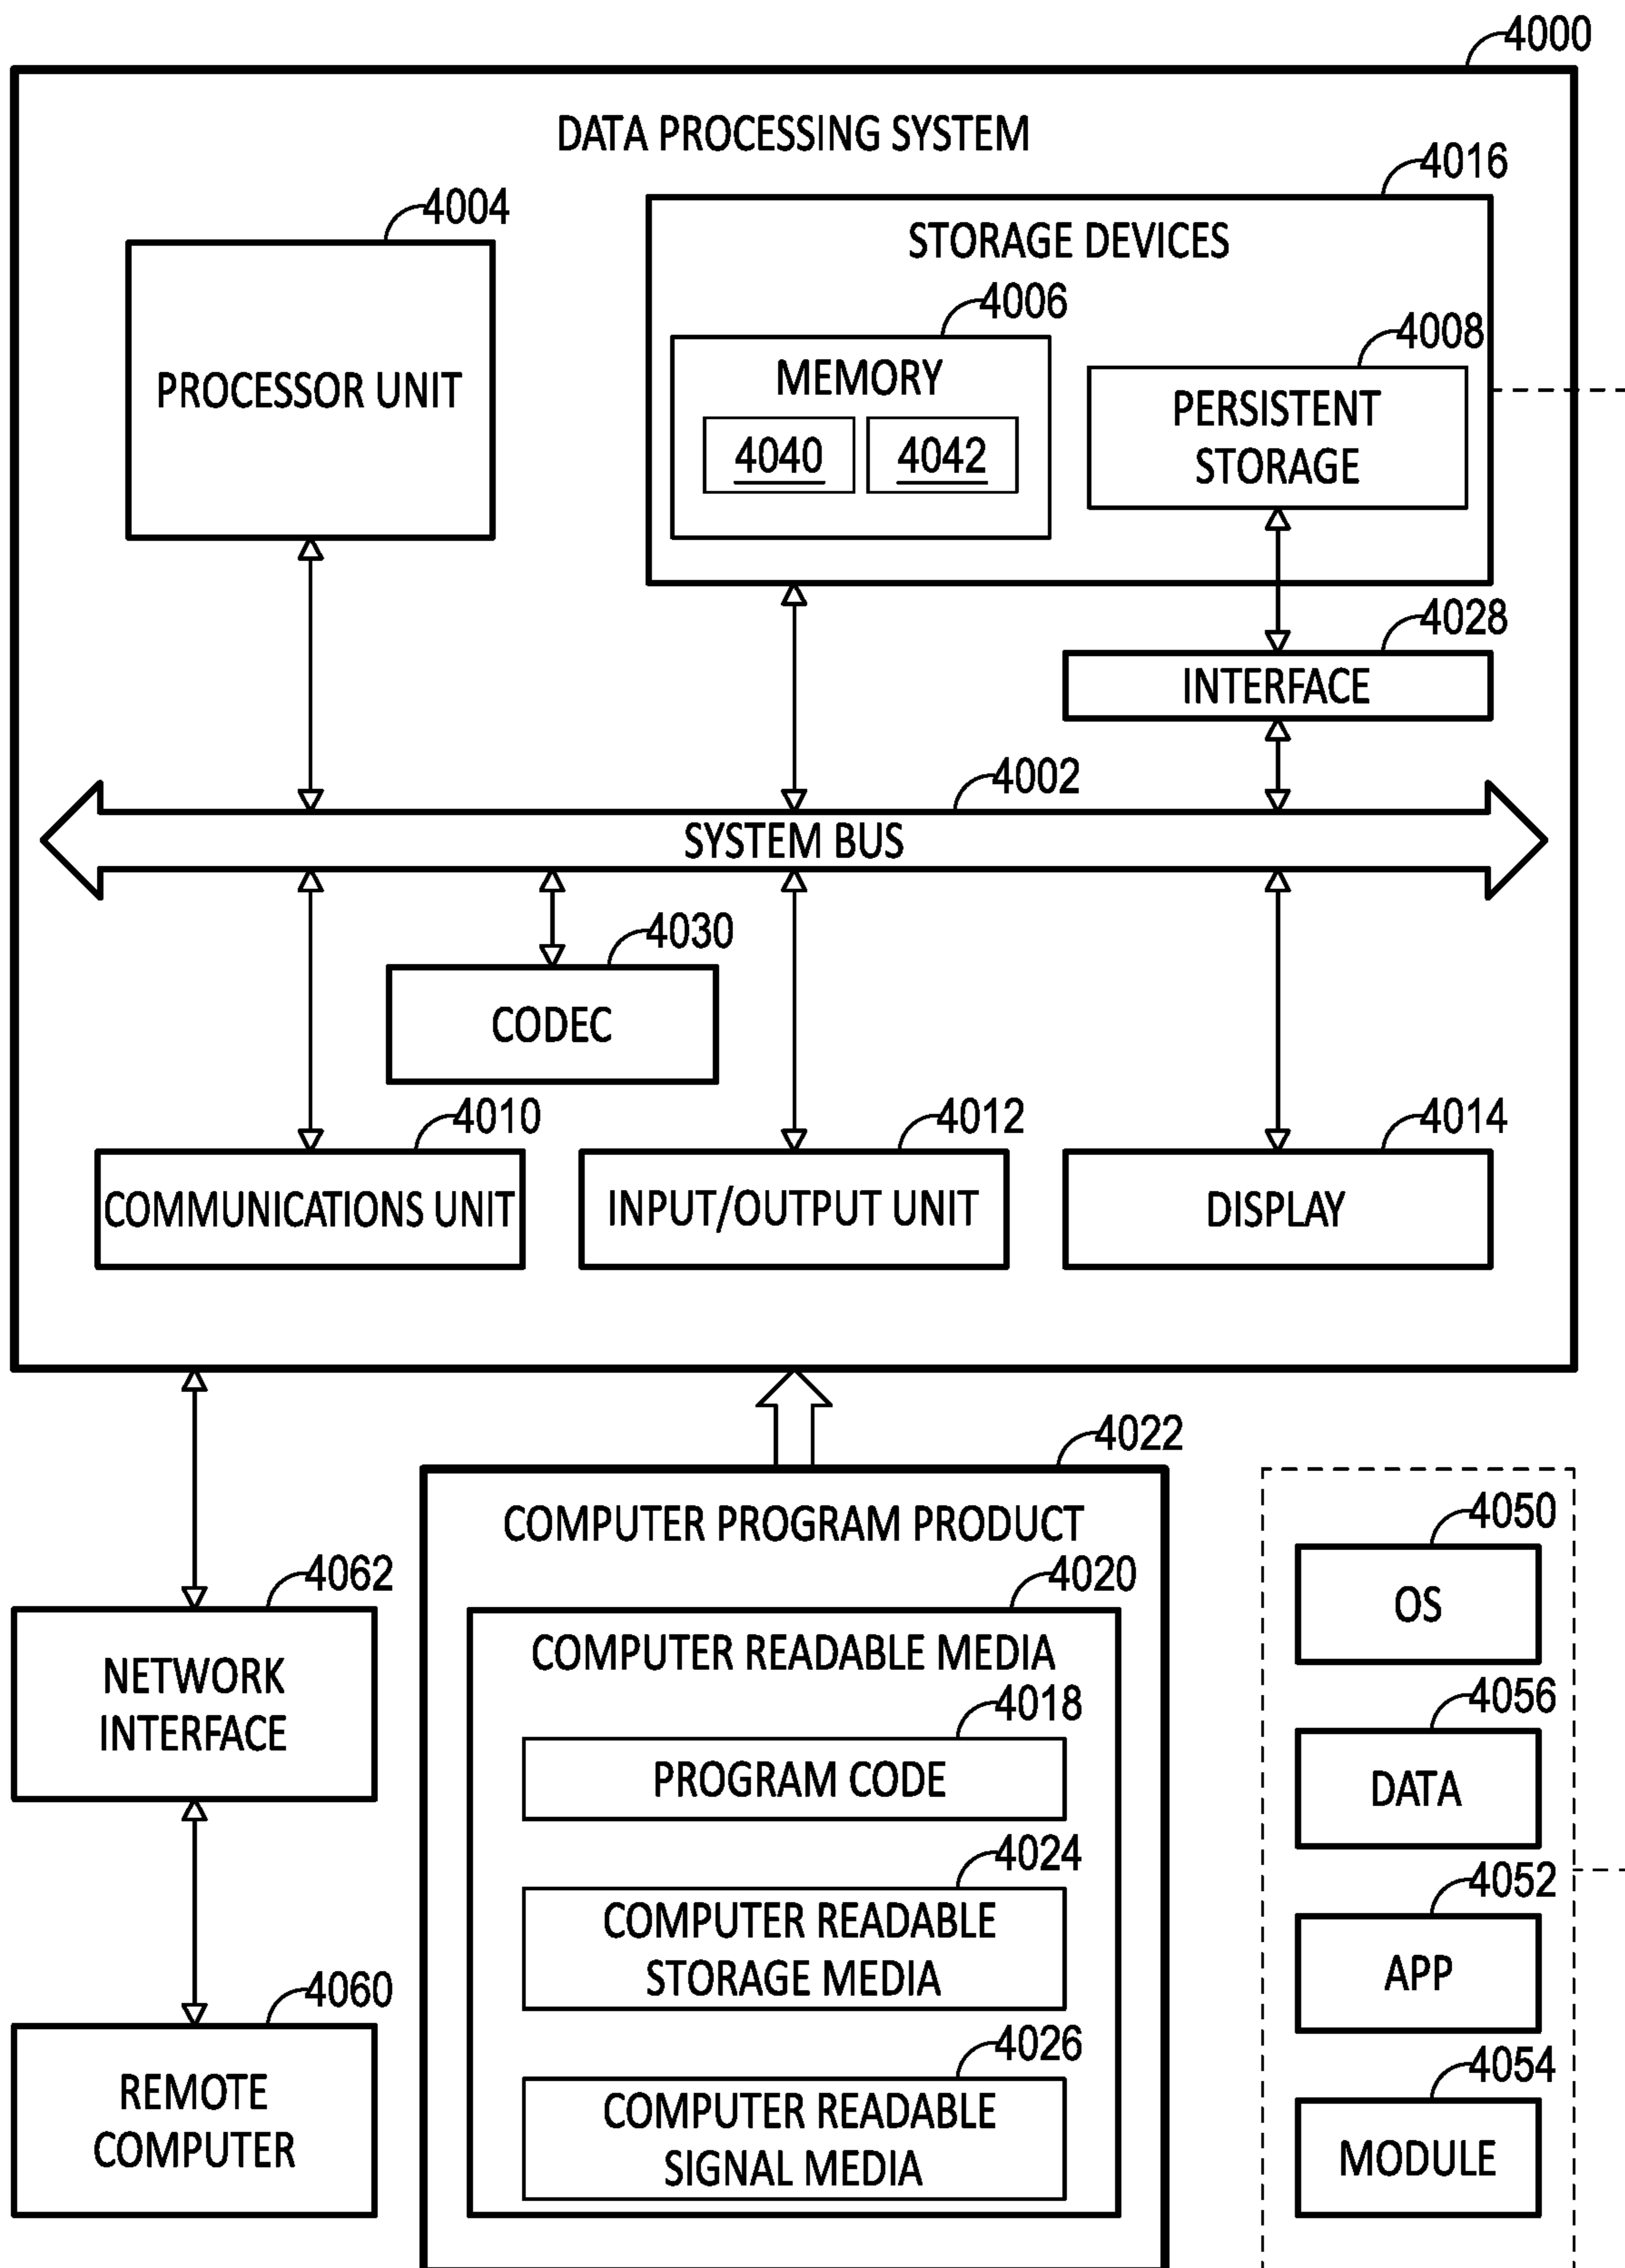 4000
DATA PROCESSING SYSTEM
4016
4004
STORAGE DEVICES
4006
4008
PROCESSOR UNIT
MEMORY
4040
4042
PERSISTENT
STORAGE
4028
INTERFACE
4002
SYSTEM BUS
4030
CODEC
4010
4012
4014
COMMUNICATIONS UNIT
INPUT/OUTPUT UNIT
DISPLAY
4022
COMPUTER PROGRAM PRODUCT
4062
NETWORK
INTERFACE
4060
REMOTE
COMPUTER
4020
COMPUTER READABLE MEDIA
4018
PROGRAM CODE
4024
COMPUTER READABLE
STORAGE MEDIA
4026
COMPUTER READABLE
SIGNAL MEDIA
4050
OS
4056
DATA
4052
APP
4054
MODULE